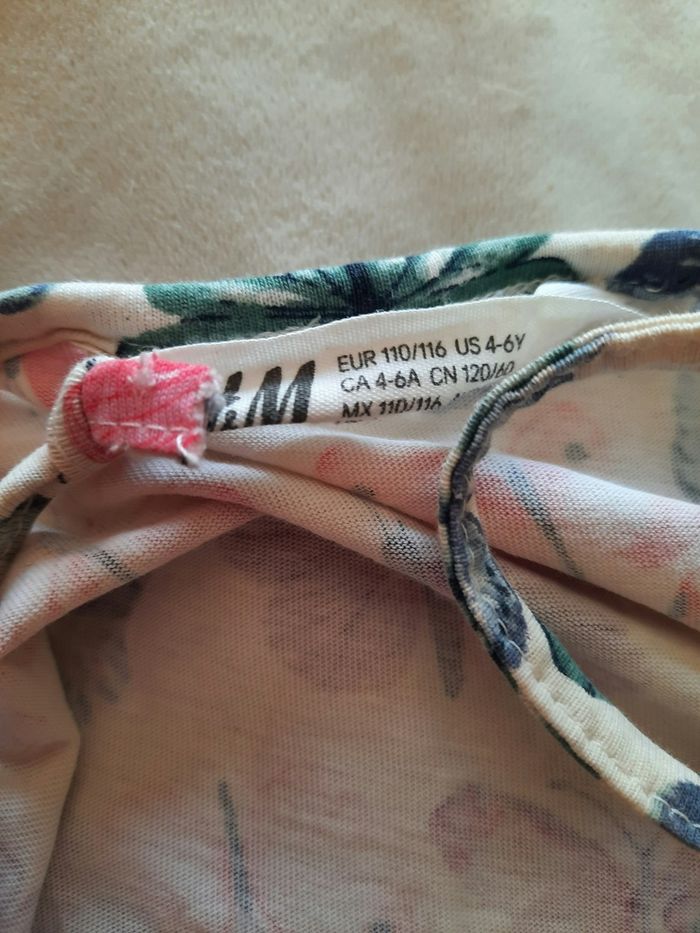 &M
EUR 110/116 US 4-6Y
CA 4-6A CN 120/60
MX 110/116